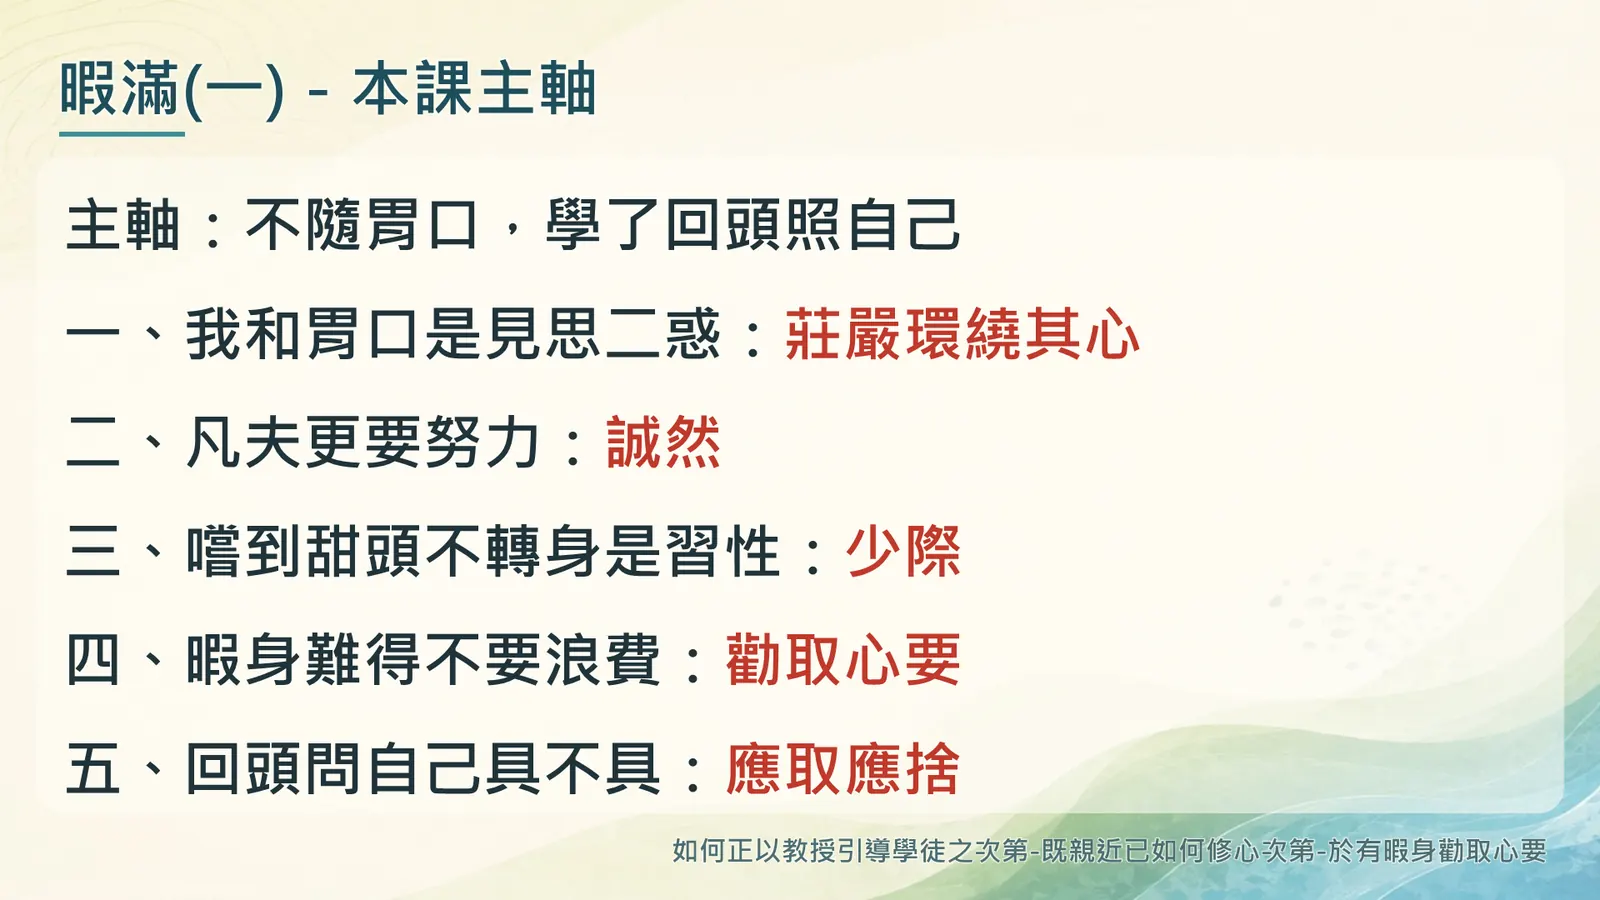 暇滿(一) - 本課主軸
主軸：不隨胃口，學了回頭照自己
一、我和胃口是見思二惑：莊嚴環繞其心
二、凡夫更要努力：誠然
三、嚐到甜頭不轉身是習性：少際
四、暇身難得不要浪費：勸取心要
五、回頭問自己具不具：應取應捨
如何正以教授引導學徒之次第-既親近已如何修心次第-於有暇身勸取心要